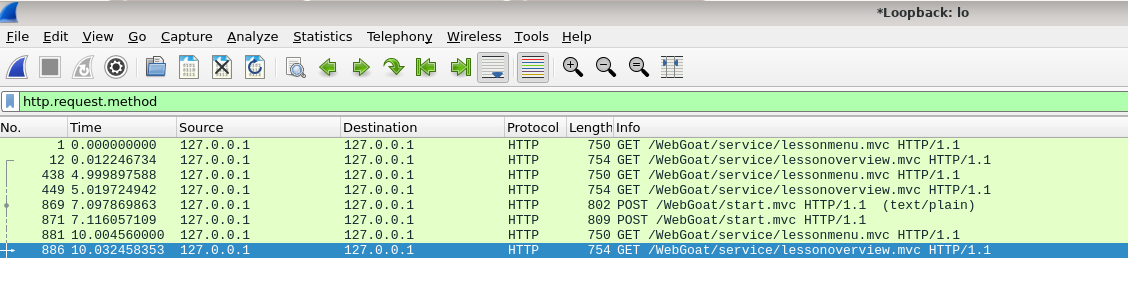 *Loopback: lo
File Edit View Go Capture Analyze Statistics Telephony Wireless Tools Help
http.request.method
No. Time Source Destination Protocol Length Info
1 0.000000000 127.0.0.1 127.0.0.1 HTTP 750 GET /WebGoat/service/lessonmenu.mvc HTTP/1.1
12 0.012246734 127.0.0.1 127.0.0.1 HTTP 754 GET /WebGoat/service/lessonoverview.mvc HTTP/1.1
438 4.999897588 127.0.0.1 127.0.0.1 HTTP 750 GET /WebGoat/service/lessonmenu.mvc HTTP/1.1
449 5.019724942 127.0.0.1 127.0.0.1 HTTP 754 GET /WebGoat/service/lessonoverview.mvc HTTP/1.1
869 7.097869863 127.0.0.1 127.0.0.1 HTTP 802 POST /WebGoat/start.mvc HTTP/1.1 (text/plain)
871 7.116057109 127.0.0.1 127.0.0.1 HTTP 809 POST /WebGoat/start.mvc HTTP/1.1
881 10.004560000 127.0.0.1 127.0.0.1 HTTP 750 GET /WebGoat/service/lessonmenu.mvc HTTP/1.1
886 10.032458353 127.0.0.1 127.0.0.1 HTTP 754 GET /WebGoat/service/lessonoverview.mvc HTTP/1.1